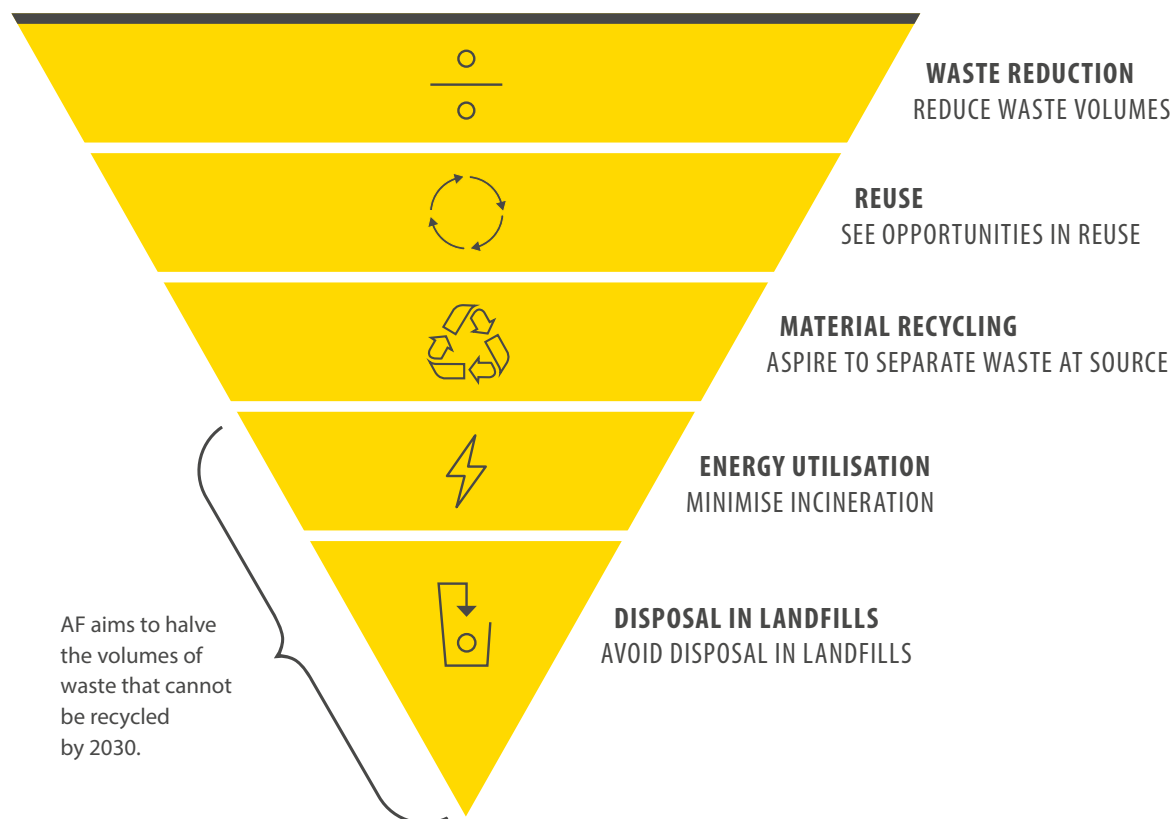 WASTE REDUCTION
REDUCE WASTE VOLUMES
REUSE
SEE OPPORTUNITIES IN REUSE
MATERIAL RECYCLING
ASPIRE TO SEPARATE WASTE AT SOURCE
ENERGY UTILISATION
MINIMISE INCINERATION
DISPOSAL IN LANDFILLS
AVOID DISPOSAL IN LANDFILLS
AF aims to halve
the volumes of
waste that cannot
be recycled
by 2030.